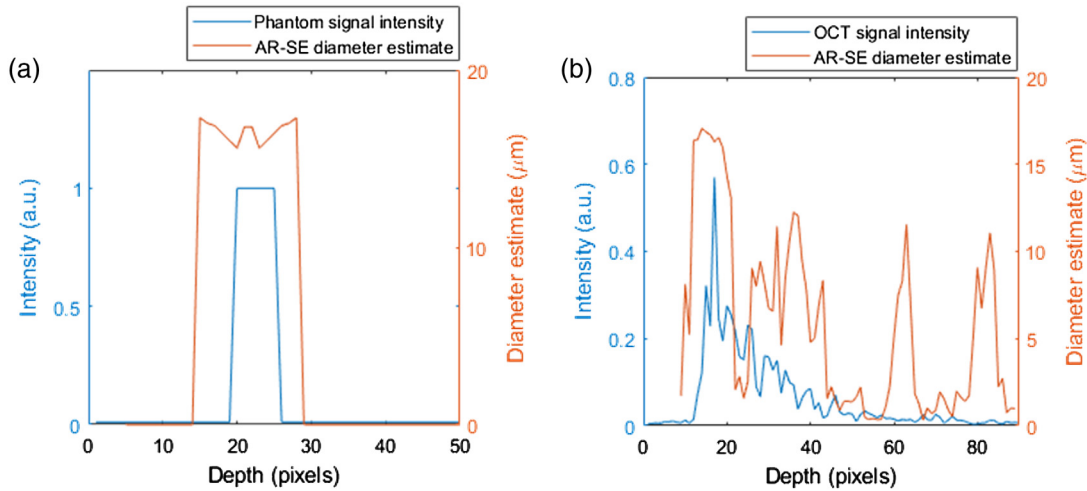 (a)
Phantom signal intensity
AR-SE diameter estimate
Intensity (a.u.)
1
0.5
0
20
10
0
Diameter estimate (μm)
0 10 20 30 40 50
Depth (pixels)
(b)
OCT signal intensity
AR-SE diameter estimate
Intensity (a.u.)
0.8
0.6
0.4
0.2
0
20
15
10
5
0
Diameter estimate (μm)
0 20 40 60 80
Depth (pixels)